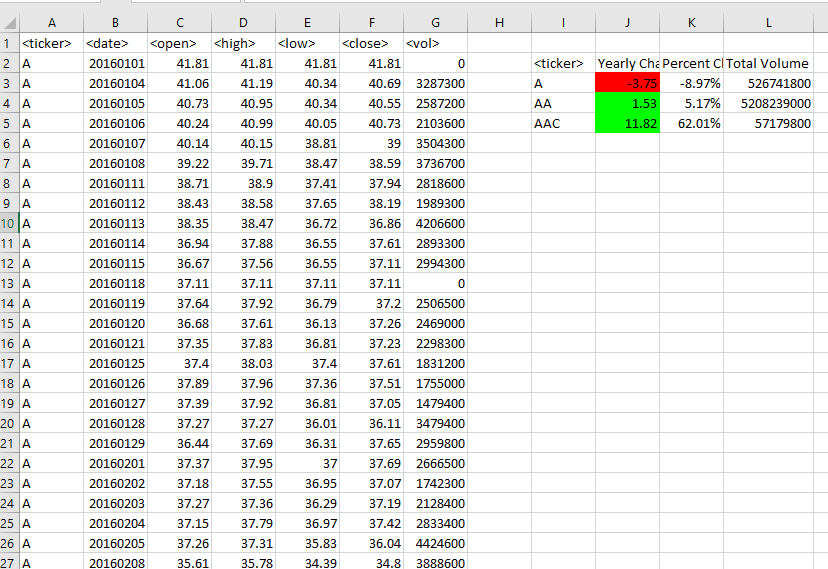 A B C D E F G H I J K L
1 <ticker> <date> <open> <high> <low> <close> <vol>
2 A 20160101 41.81 41.81 41.81 41.81 0 <ticker> Yearly Cha Percent Cl Total Volume
3 A 20160104 41.06 41.19 40.34 40.69 3287300 A -3.75 -8.97% 526741800
4 A 20160105 40.73 40.95 40.34 40.55 2587200 AA 1.53 5.17% 5208239000
5 A 20160106 40.24 40.99 40.05 40.73 2103600 AAC 11.82 62.01% 57179800
6 A 20160107 40.14 40.15 38.81 39 3504300
7 A 20160108 39.22 39.71 38.47 38.59 3736700
8 A 20160111 38.71 38.9 37.41 37.94 2818600
9 A 20160112 38.43 38.58 37.65 38.19 1989300
10 A 20160113 38.35 38.47 36.72 36.86 4206600
11 A 20160114 36.94 37.88 36.55 37.61 2893300
12 A 20160115 36.67 37.56 36.55 37.11 2994300
13 A 20160118 37.11 37.11 37.11 37.11 0
14 A 20160119 37.64 37.92 36.79 37.2 2506500
15 A 20160120 36.68 37.61 36.13 37.26 2469000
16 A 20160121 37.35 37.83 36.81 37.23 2298300
17 A 20160125 37.4 38.03 37.4 37.61 1831200
18 A 20160126 37.89 37.96 37.36 37.51 1755000
19 A 20160127 37.39 37.92 36.81 37.05 1479400
20 A 20160128 37.27 37.27 36.01 36.11 3479400
21 A 20160129 36.44 37.69 36.31 37.65 2959800
22 A 20160201 37.37 37.95 37 37.69 2666500
23 A 20160202 37.18 37.55 36.95 37.07 1742300
24 A 20160203 37.27 37.36 36.29 37.19 2128400
25 A 20160204 37.15 37.79 36.97 37.42 2833400
26 A 20160205 37.26 37.31 35.83 36.04 4424600
27 A 20160208 35.61 35.78 34.39 34.8 3888600